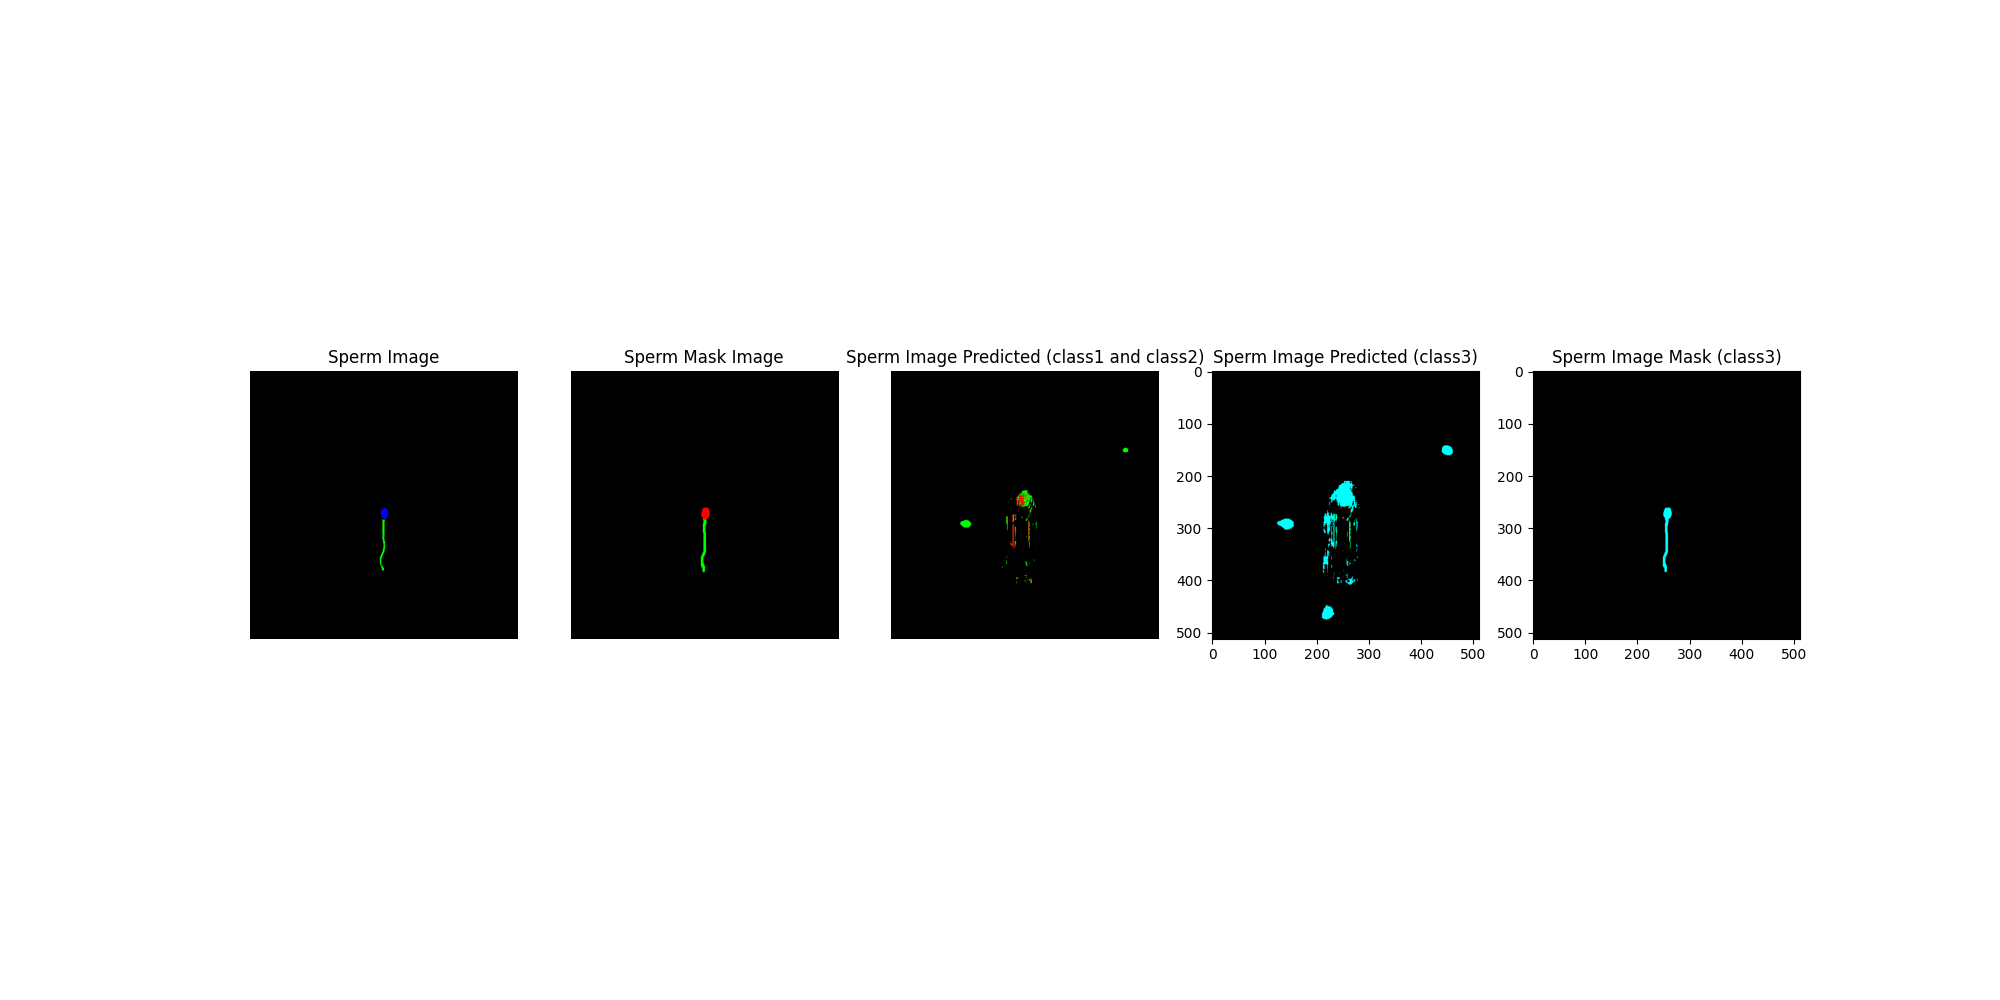 Sperm Image
Sperm Mask Image
Sperm Image Predicted (class1 and class2)
Sperm Image Predicted (class3)
Sperm Image Mask (class3)
0
100
200
300
400
500
0 100 200 300 400 500
0
100
200
300
400
500
0 100 200 300 400 500